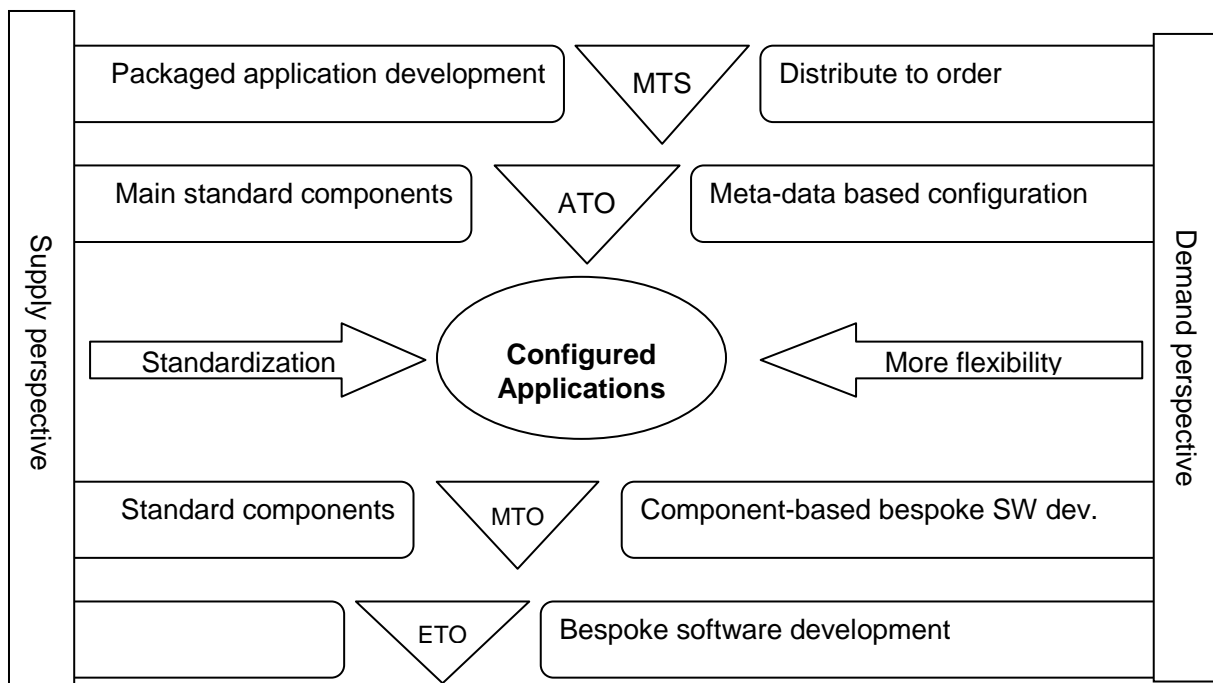 Packaged application development
MTS
Distribute to order
Main standard components
ATO
Meta-data based configuration
Supply perspective
Standardization
Configured
Applications
More flexibility
Demand perspective
Standard components
MTO
Component-based bespoke SW dev.
ETO
Bespoke software development